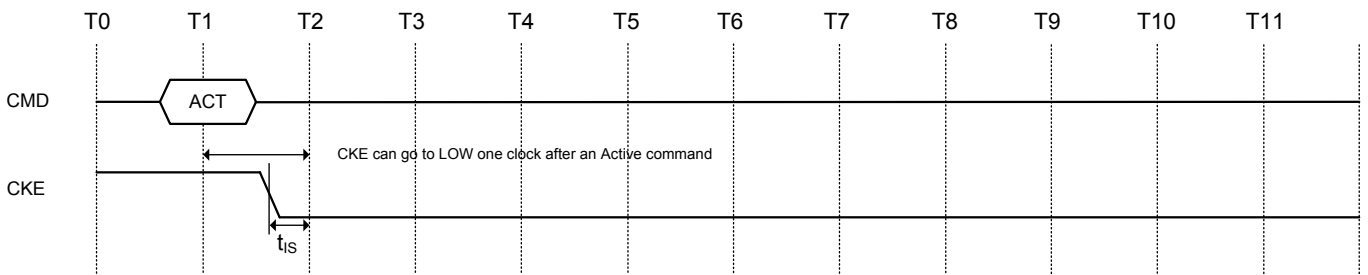 T0 T1 T2 T3 T4 T5 T6 T7 T8 T9 T10 T11
CMD ACT
CKE can go to LOW one clock after an Active command
CKE
tIS